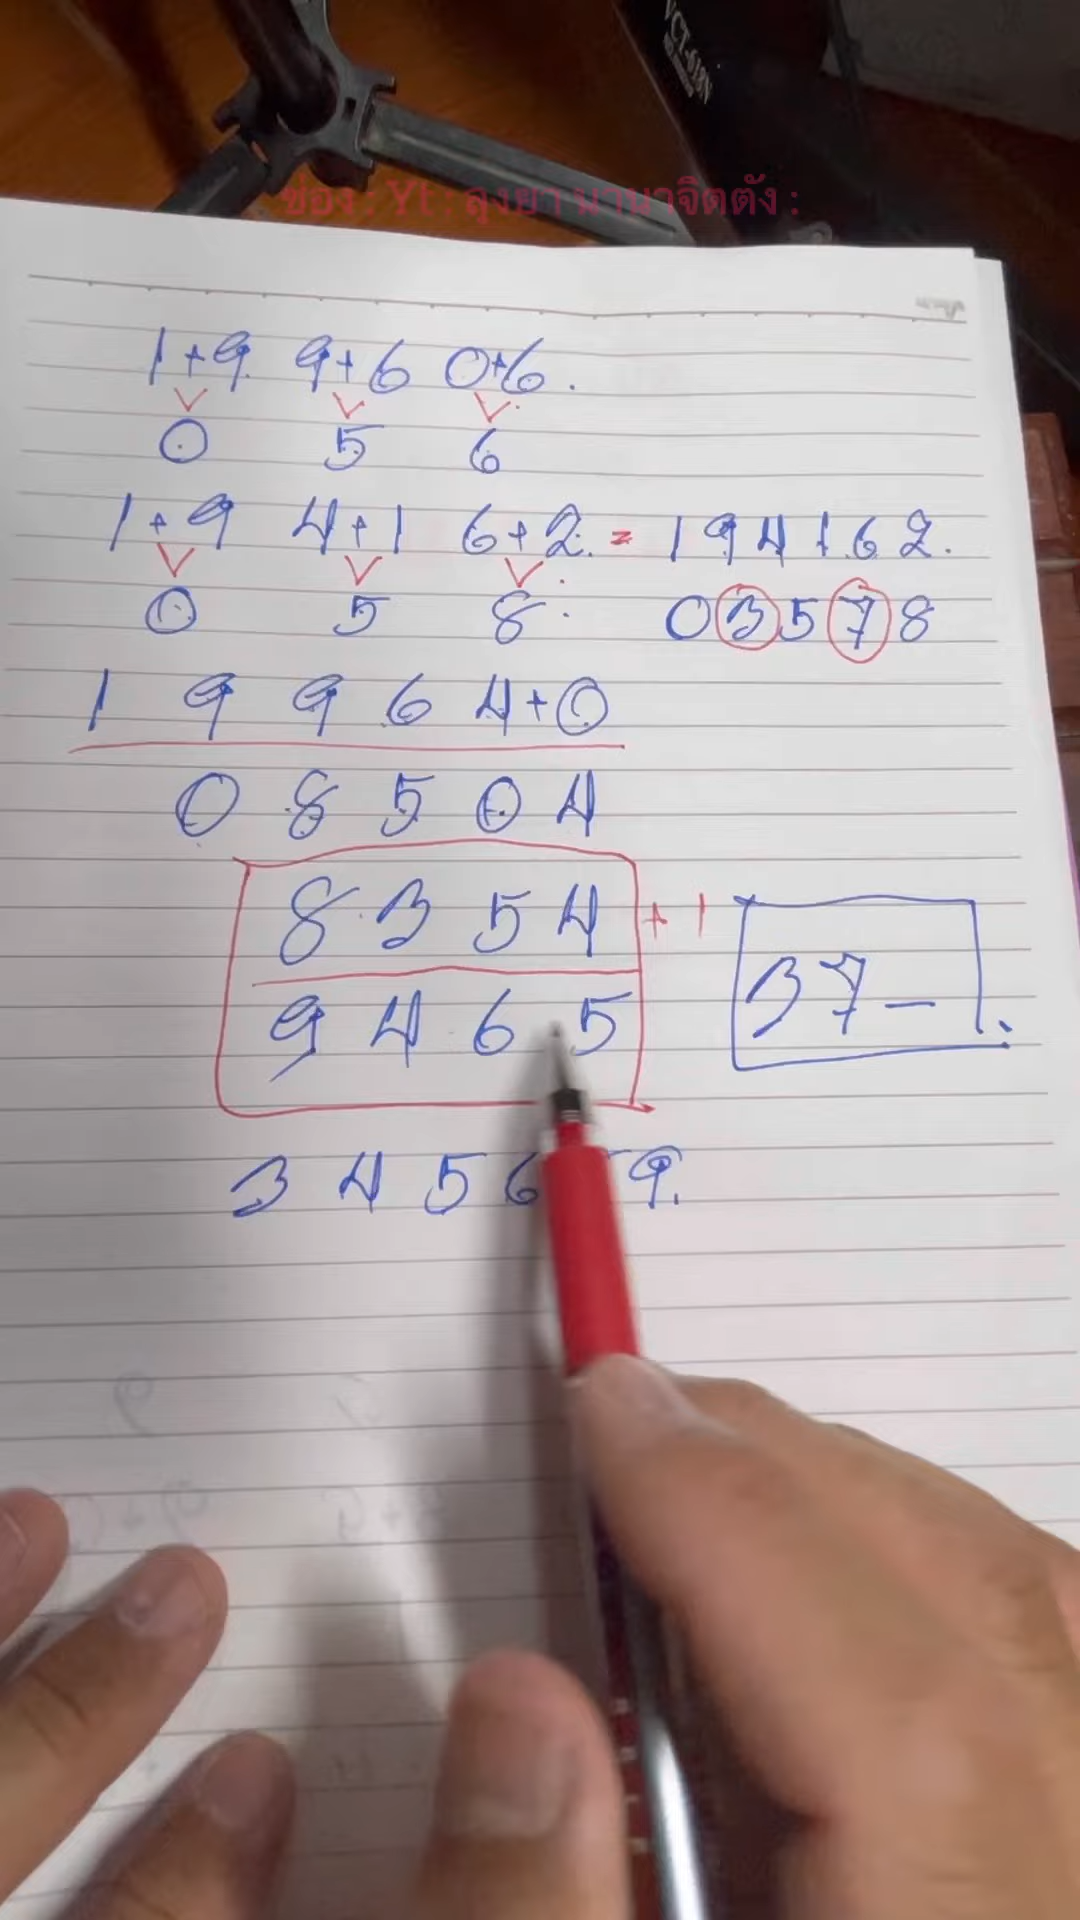 VCT-618N
ช่อง : Yt : ลุงยา มานาจิตตัง :
1+9 9+6 0+6.
0 5 6
1+9 4+1 6+2. = 194162.
0 5 8 03578
1 9 9 6 4+0
0 8 5 0 4
8 3 5 4 + 1
9 4 6 5
37-
3 4 5 6 9.